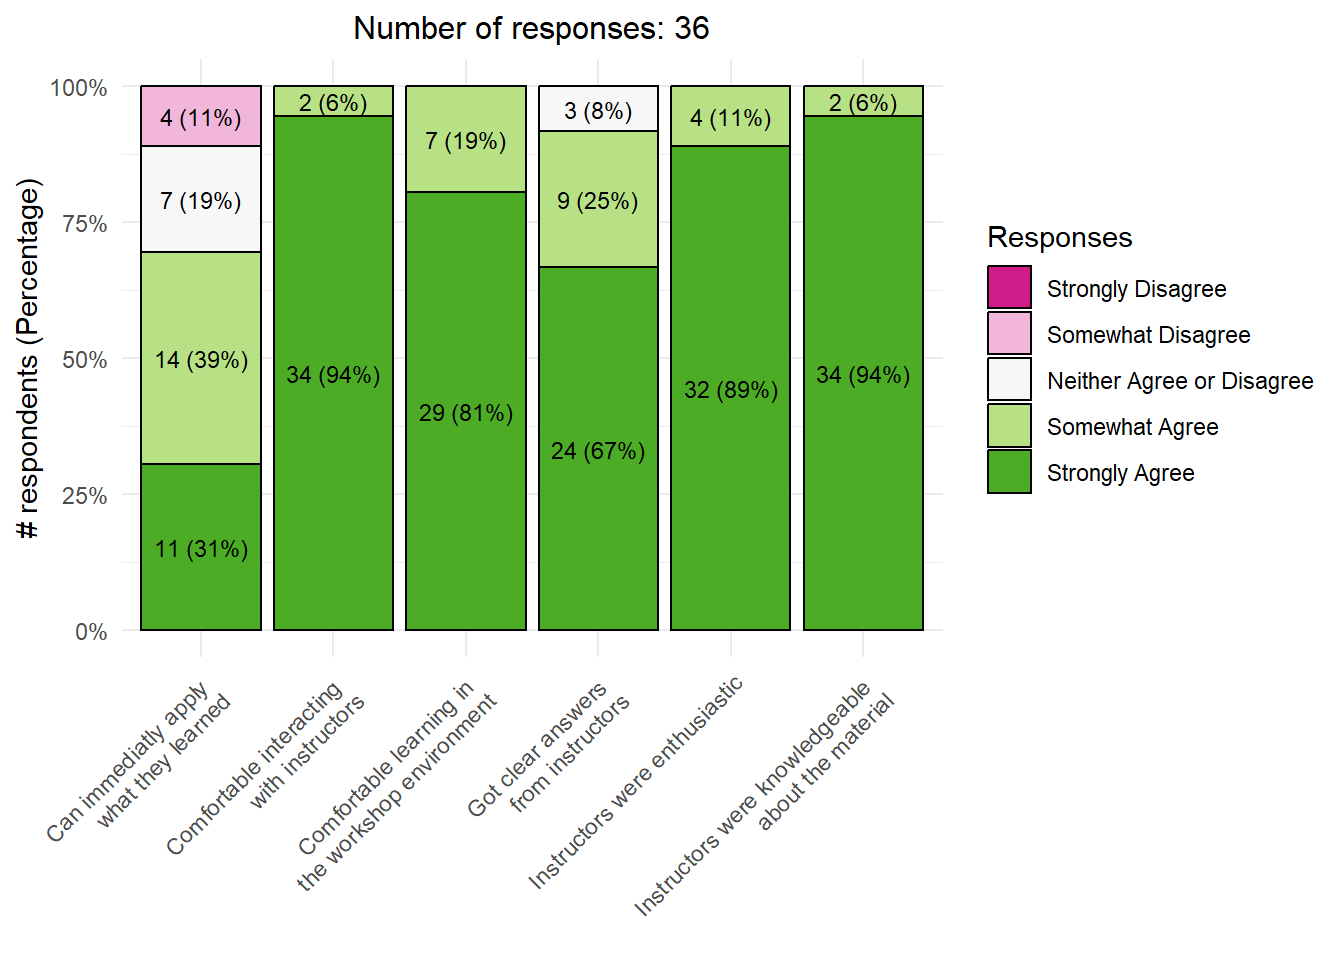 Number of responses: 36
# respondents (Percentage)
100%
75%
50%
25%
0%
4 (11%)
7 (19%)
14 (39%)
11 (31%)
2 (6%)
34 (94%)
7 (19%)
29 (81%)
3 (8%)
9 (25%)
24 (67%)
4 (11%)
32 (89%)
2 (6%)
34 (94%)
Can immediatly apply
what they learned
Comfortable interacting
with instructors
Comfortable learning in
the workshop environment
Got clear answers
from instructors
Instructors were enthusiastic
Instructors were knowledgeable
about the material
Responses
Strongly Disagree
Somewhat Disagree
Neither Agree or Disagree
Somewhat Agree
Strongly Agree